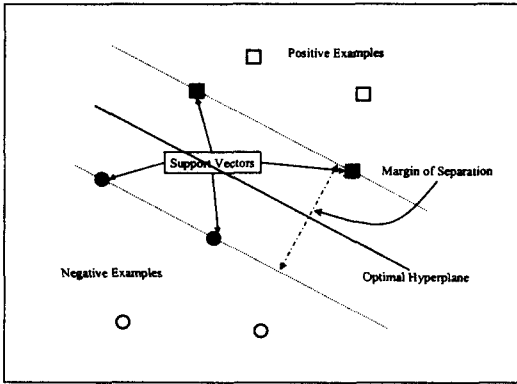 Positive Examples
Support Vectors
Margin of Separation
Negative Examples
Optimal Hyperplane